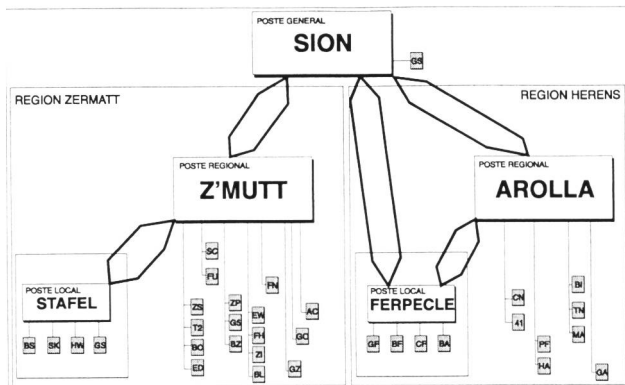 POSTE GENERAL
SION
GS
REGION ZERMATT
REGION HERENS
POSTE REGIONAL
Z'MUTT
POSTE REGIONAL
AROLLA
POSTE LOCAL
STAFEL
BS SK HW GS
SC
FU
ZS
T2
BO
ED
ZP
GS
BZ
FN
EW
FH
ZI
BL
AC
GC
GZ
POSTE LOCAL
FERPECLE
GF BF CF BA
CN
41
PF
HA
BI
TN
MA
GA